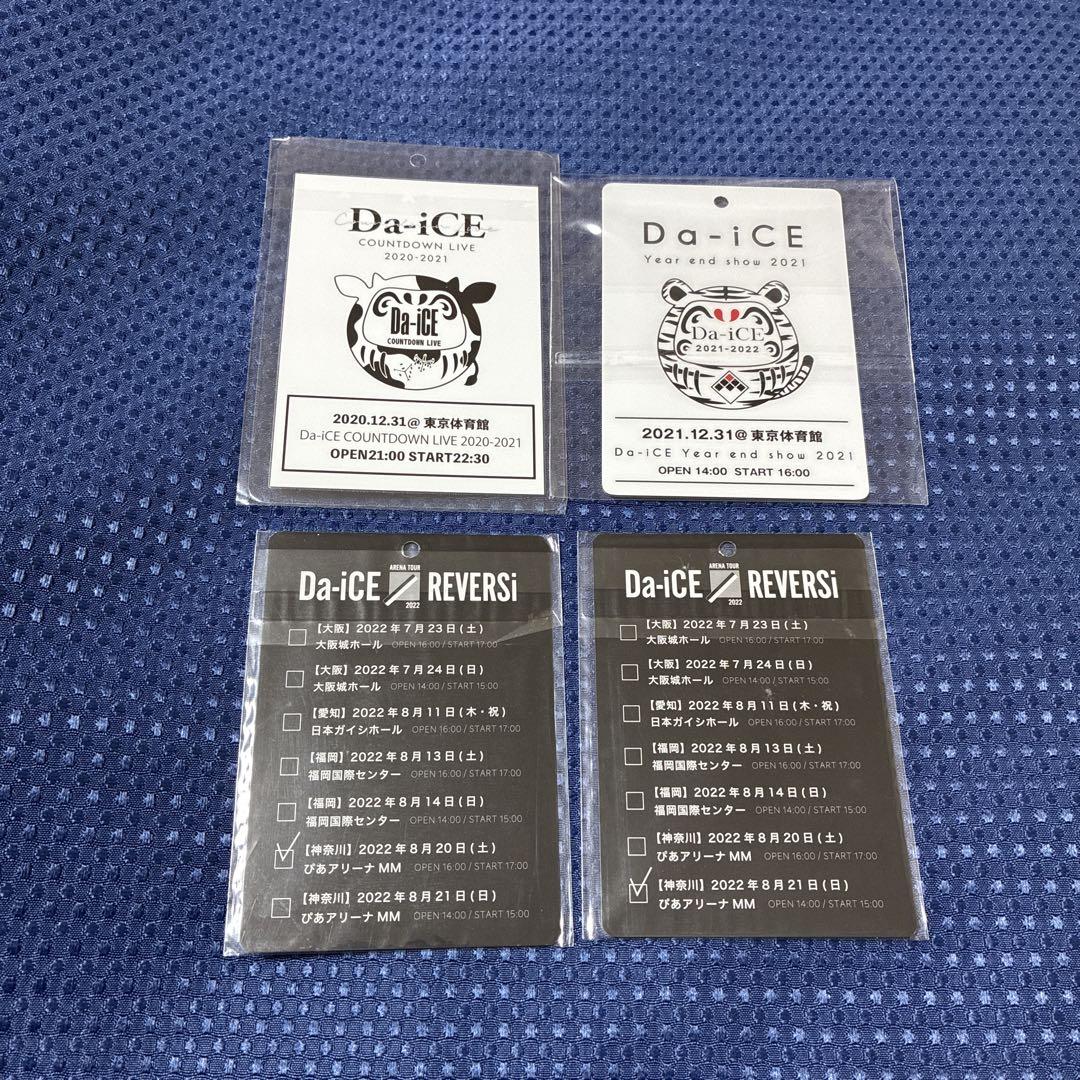 Da-iCE
COUNTDOWN LIVE
2020-2021
Da-iCE
COUNTDOWN LIVE
2020.12.31@東京体育館
Da-iCE COUNTDOWN LIVE 2020-2021
OPEN21:00 START22:30
Da-iCE
Year end show 2021
Da-iCE
2021-2022
2021.12.31@東京体育館
Da-iCE Year end show 2021
OPEN 14:00 START 16:00
Da-iCE ARENA TOUR 2022 REVERSi
【大阪】2022年7月23日(土)
大阪城ホール OPEN 16:00 / START 17:00
【大阪】2022年7月24日(日)
大阪城ホール OPEN 14:00 / START 15:00
【愛知】2022年8月11日(木・祝)
日本ガイシホール OPEN 16:00 / START 17:00
【福岡】2022年8月13日(土)
福岡国際センター OPEN 16:00 / START 17:00
【福岡】2022年8月14日(日)
福岡国際センター OPEN 14:00 / START 15:00
【神奈川】2022年8月20日(土)
ぴあアリーナMM OPEN 16:00 / START 17:00
【神奈川】2022年8月21日(日)
ぴあアリーナMM OPEN 14:00 / START 15:00
Da-iCE ARENA TOUR 2022 REVERSi
【大阪】2022年7月23日(土)
大阪城ホール OPEN 16:00 / START 17:00
【大阪】2022年7月24日(日)
大阪城ホール OPEN 14:00 / START 15:00
【愛知】2022年8月11日(木・祝)
日本ガイシホール OPEN 16:00 / START 17:00
【福岡】2022年8月13日(土)
福岡国際センター OPEN 16:00 / START 17:00
【福岡】2022年8月14日(日)
福岡国際センター OPEN 14:00 / START 15:00
【神奈川】2022年8月20日(土)
ぴあアリーナMM OPEN 16:00 / START 17:00
【神奈川】2022年8月21日(日)
ぴあアリーナMM OPEN 14:00 / START 15:00